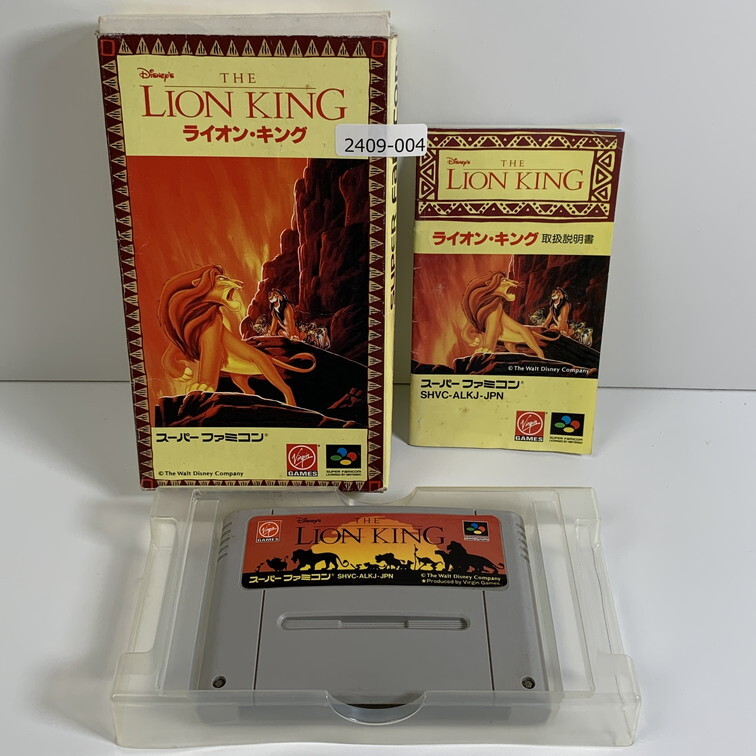 Disney's
THE
LION KING
ライオン・キング
スーパーファミコン
Virgin
GAMES
SUPER FAMICOM
© The Walt Disney Company
2409-004
Disney's
THE
LION KING
ライオン・キング 取扱説明書
© The Walt Disney Company
スーパーファミコン®
SHVC-ALKJ-JPN
Virgin
GAMES
SUPER FAMICOM
Virgin
GAMES
Disney's
THE
LION KING
スーパーファミコン SHVC-ALKJ-JPN
© The Walt Disney Company
★Produced by Virgin Games.